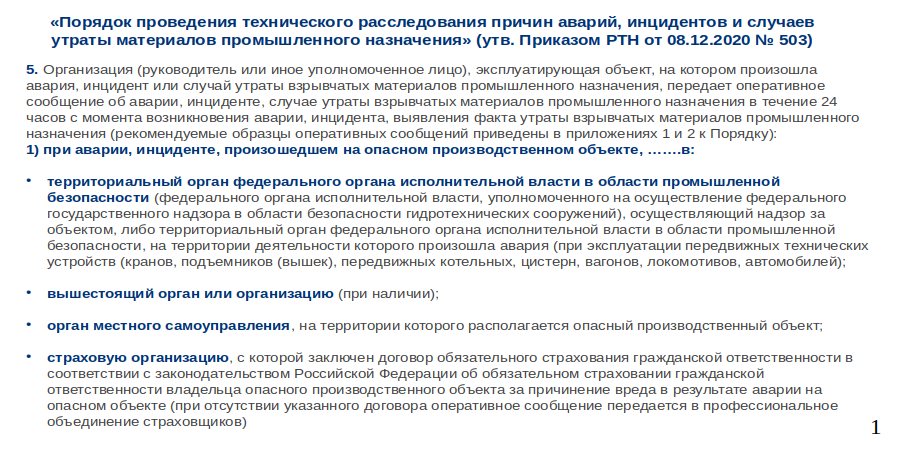 «Порядок проведения технического расследования причин аварий, инцидентов и случаев
утраты материалов промышленного назначения» (утв. Приказом РТН от 08.12.2020 № 503)
5. Организация (руководитель или иное уполномоченное лицо), эксплуатирующая объект, на котором произошла
авария, инцидент или случай утраты взрывчатых материалов промышленного назначения, передает оперативное
сообщение об аварии, инциденте, случае утраты взрывчатых материалов промышленного назначения в течение 24
часов с момента возникновения аварии, инцидента, выявления факта утраты взрывчатых материалов промышленного
назначения (рекомендуемые образцы оперативных сообщений приведены в приложениях 1 и 2 к Порядку):
1) при аварии, инциденте, произошедшем на опасном производственном объекте, …….в:
• территориальный орган федерального органа исполнительной власти в области промышленной
безопасности (федерального органа исполнительной власти, уполномоченного на осуществление федерального
государственного надзора в области безопасности гидротехнических сооружений), осуществляющий надзор за
объектом, либо территориальный орган федерального органа исполнительной власти в области промышленной
безопасности, на территории деятельности которого произошла авария (при эксплуатации передвижных технических
устройств (кранов, подъемников (вышек), передвижных котельных, цистерн, вагонов, локомотивов, автомобилей);
• вышестоящий орган или организацию (при наличии);
• орган местного самоуправления, на территории которого располагается опасный производственный объект;
• страховую организацию, с которой заключен договор обязательного страхования гражданской ответственности в
соответствии с законодательством Российской Федерации об обязательном страховании гражданской
ответственности владельца опасного производственного объекта за причинение вреда в результате аварии на
опасном объекте (при отсутствии указанного договора оперативное сообщение передается в профессиональное
объединение страховщиков)
1